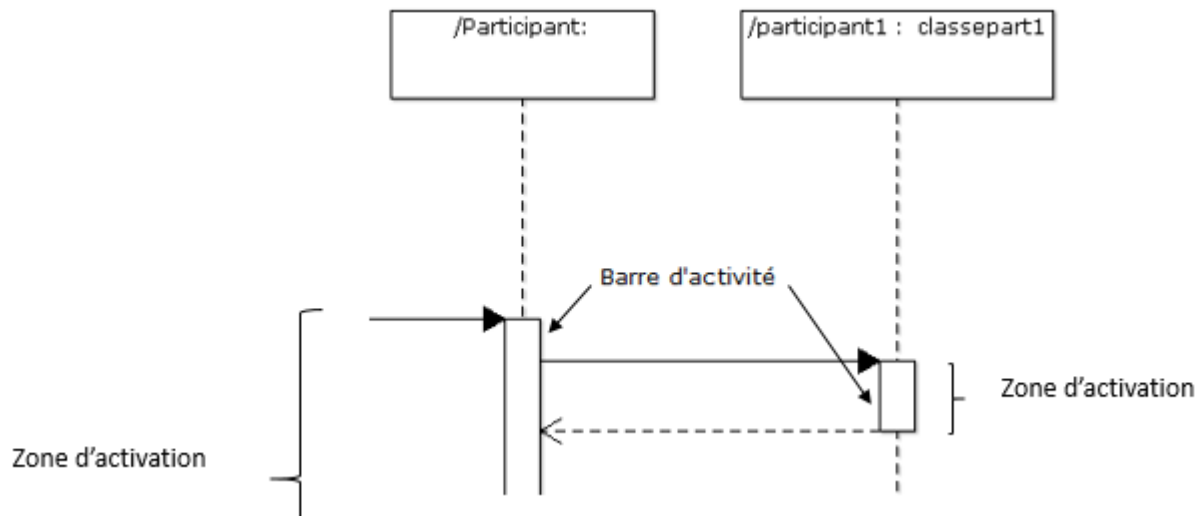 /Participant:
/participant1 : classepart1
Barre d'activité
Zone d’activation
Zone d’activation